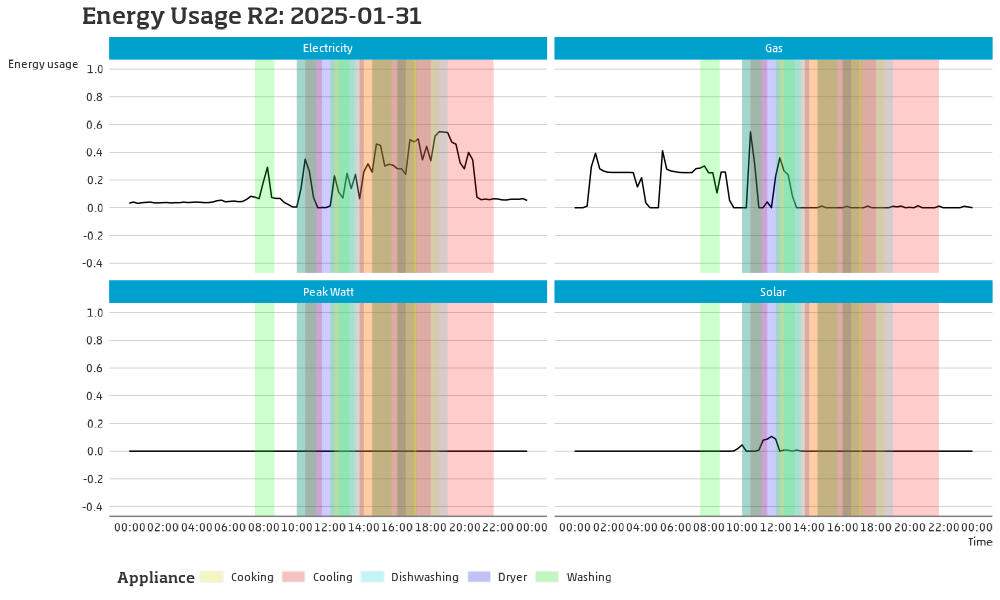 Energy Usage R2: 2025-01-31
Electricity
Gas
Energy usage
1.0
0.8
0.6
0.4
0.2
0.0
-0.2
-0.4
Peak Watt
Solar
1.0
0.8
0.6
0.4
0.2
0.0
-0.2
-0.4
00:00 02:00 04:00 06:00 08:00 10:00 12:00 14:00 16:00 18:00 20:00 22:00 00:00
00:00 02:00 04:00 06:00 08:00 10:00 12:00 14:00 16:00 18:00 20:00 22:00 00:00
Time
Appliance Cooking Cooling Dishwashing Dryer Washing